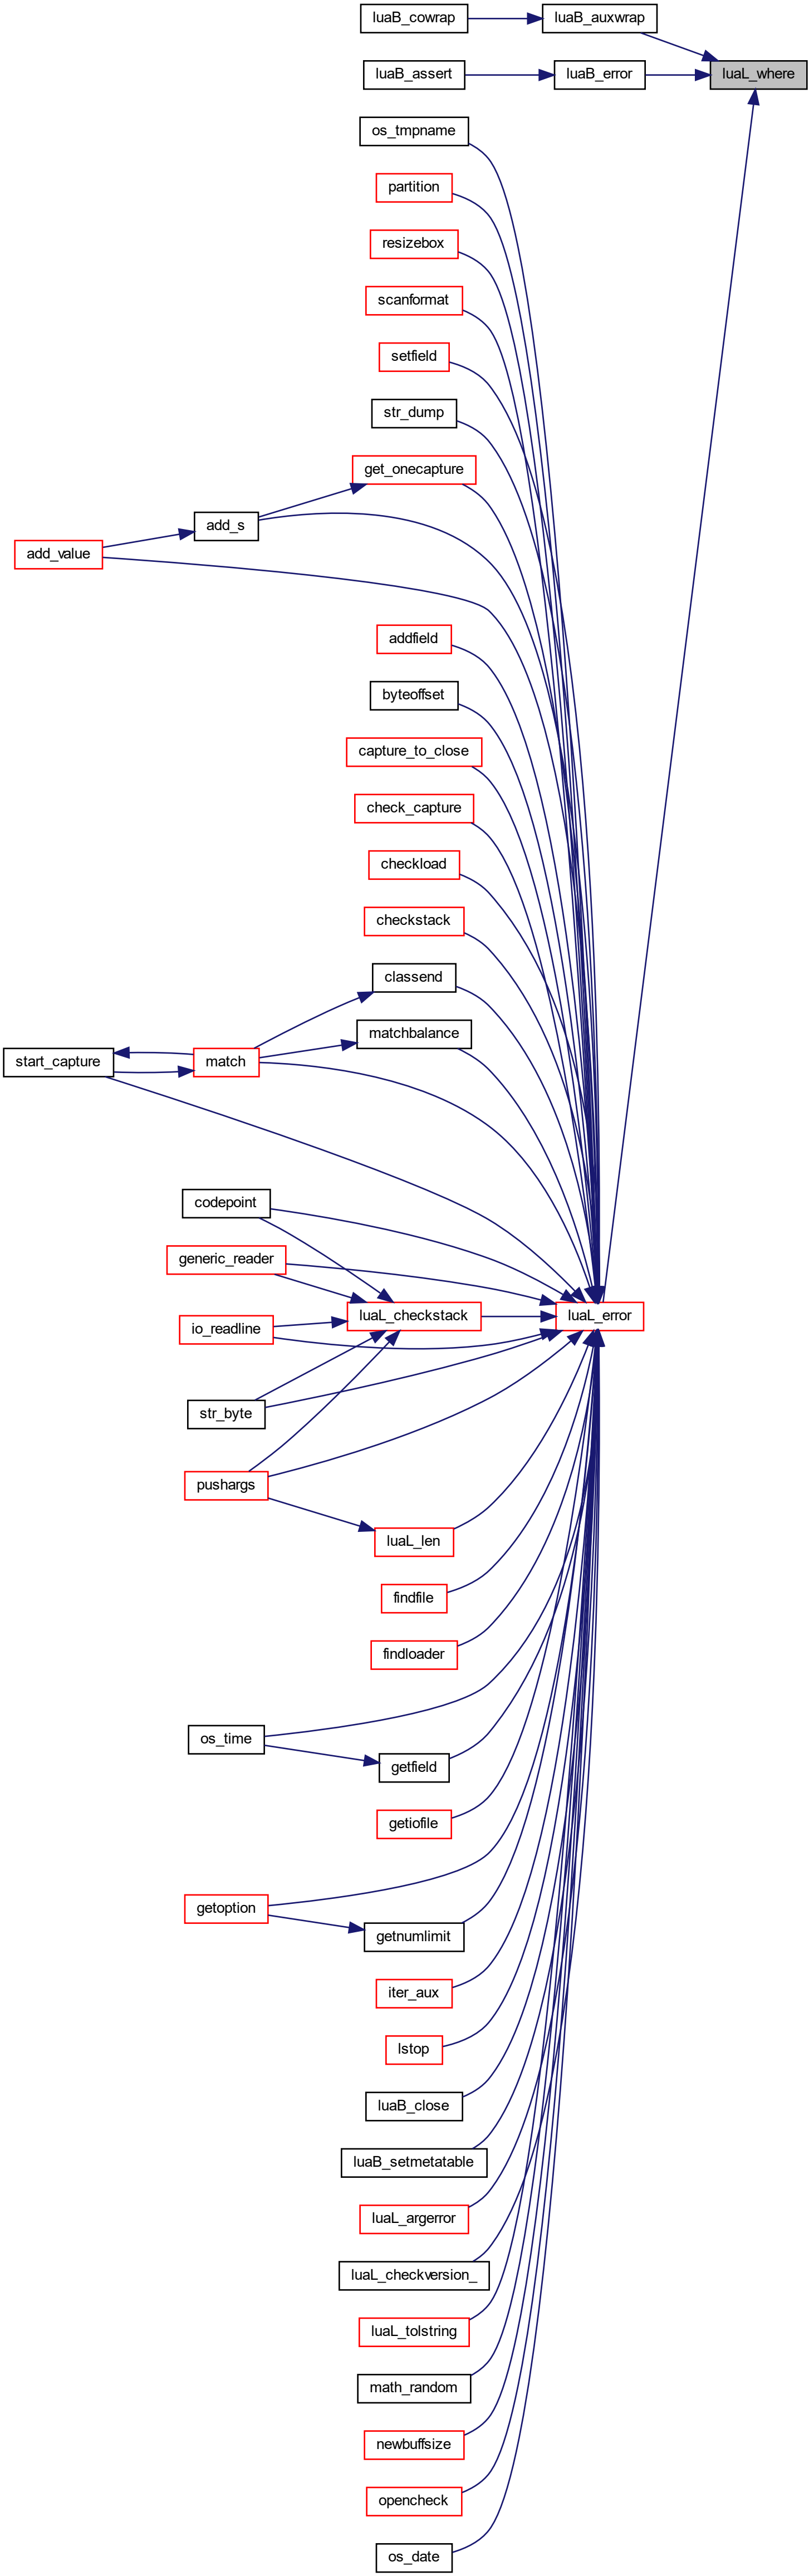 luaB_cowrap
luaB_auxwrap
luaB_assert
luaB_error
luaL_where
os_tmpname
partition
resizebox
scanformat
setfield
str_dump
get_onecapture
add_s
add_value
addfield
byteoffset
capture_to_close
check_capture
checkload
checkstack
classend
matchbalance
start_capture
match
codepoint
generic_reader
luaL_checkstack
luaL_error
io_readline
str_byte
pushargs
luaL_len
findfile
findloader
os_time
getfield
getiofile
getoption
getnumlimit
iter_aux
lstop
luaB_close
luaB_setmetatable
luaL_argerror
luaL_checkversion_
luaL_tolstring
math_random
newbuffsize
opencheck
os_date